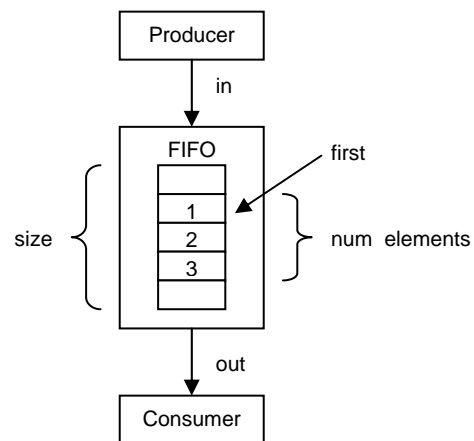 Producer
in
FIFO
first
1
size
2
num elements
3
out
Consumer